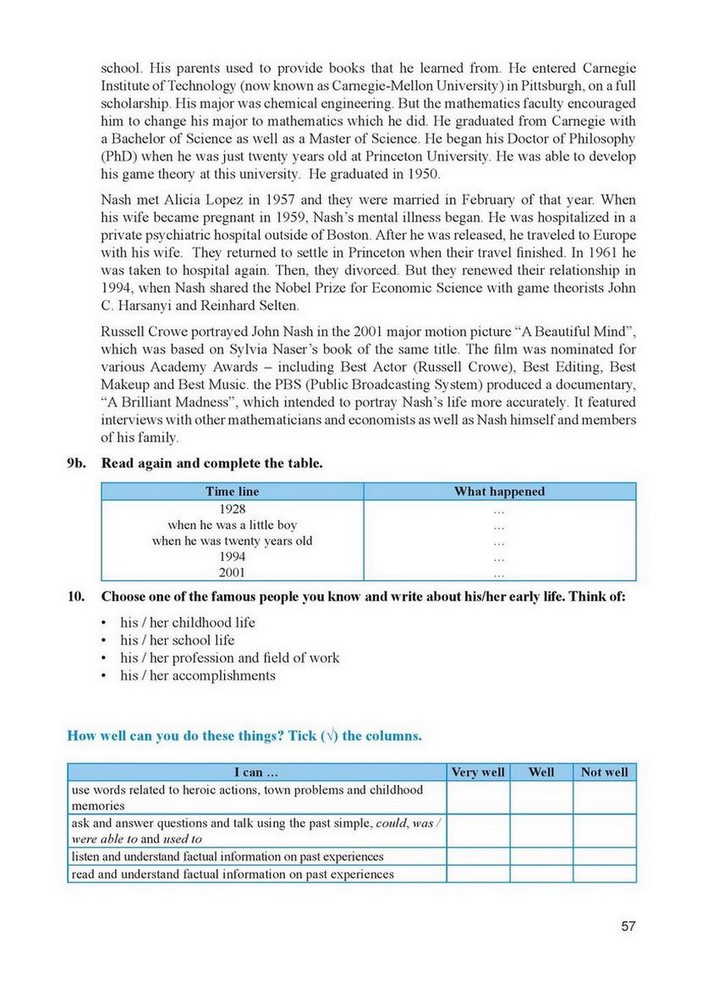 school. His parents used to provide books that he learned from. He entered Carnegie
Institute of Technology (now known as Carnegie-Mellon University) in Pittsburgh, on a full
scholarship. His major was chemical engineering. But the mathematics faculty encouraged
him to change his major to mathematics which he did. He graduated from Carnegie with
a Bachelor of Science as well as a Master of Science. He began his Doctor of Philosophy
(PhD) when he was just twenty years old at Princeton University. He was able to develop
his game theory at this university. He graduated in 1950.
Nash met Alicia Lopez in 1957 and they were married in February of that year. When
his wife became pregnant in 1959, Nash's mental illness began. He was hospitalized in a
private psychiatric hospital outside of Boston. After he was released, he traveled to Europe
with his wife. They returned to settle in Princeton when their travel finished. In 1961 he
was taken to hospital again. Then, they divorced. But they renewed their relationship in
1994, when Nash shared the Nobel Prize for Economic Science with game theorists John
C. Harsanyi and Reinhard Selten.
Russell Crowe portrayed John Nash in the 2001 major motion picture "A Beautiful Mind",
which was based on Sylvia Naser's book of the same title. The film was nominated for
various Academy Awards – including Best Actor (Russell Crowe), Best Editing, Best
Makeup and Best Music. the PBS (Public Broadcasting System) produced a documentary,
"A Brilliant Madness", which intended to portray Nash's life more accurately. It featured
interviews with other mathematicians and economists as well as Nash himself and members
of his family.
9b. Read again and complete the table.
Time line What happened
1928 ...
when he was a little boy ...
when he was twenty years old ...
1994 ...
2001 ...
10. Choose one of the famous people you know and write about his/her early life. Think of:
• his / her childhood life
• his / her school life
• his / her profession and field of work
• his / her accomplishments
How well can you do these things? Tick (√) the columns.
I can ... Very well Well Not well
use words related to heroic actions, town problems and childhood
memories
ask and answer questions and talk using the past simple, could, was /
were able to and used to
listen and understand factual information on past experiences
read and understand factual information on past experiences
57